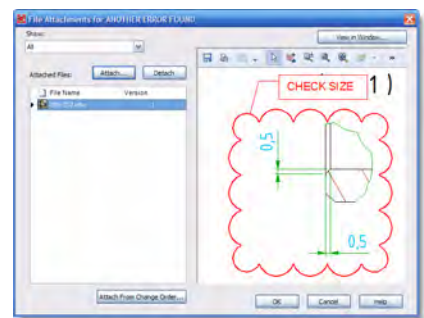 File Attachments for ANOTHER ERROR FOUND
Show:
All
View in Window...
Attached Files:
Attach...
Detach
File Name
Version
CHECK SIZE
1 )
0,5
0,5
Attach From Change Order...
OK
Cancel
Help